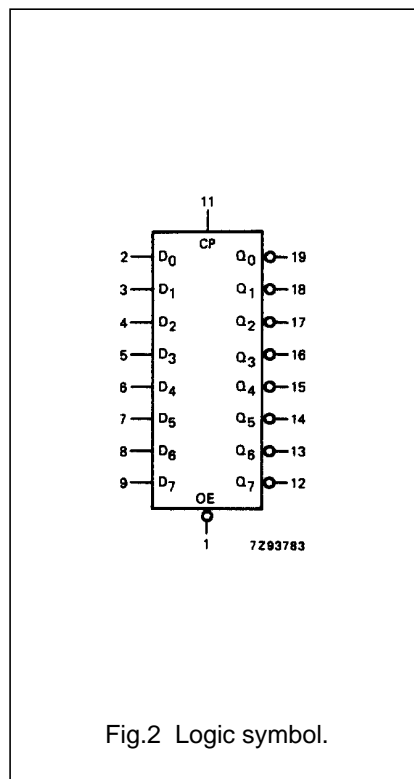 11
CP
2 D0 Q0 19
3 D1 Q1 18
4 D2 Q2 17
5 D3 Q3 16
6 D4 Q4 15
7 D5 Q5 14
8 D6 Q6 13
9 D7 Q7 12
OE
1 7Z93783
Fig.2 Logic symbol.